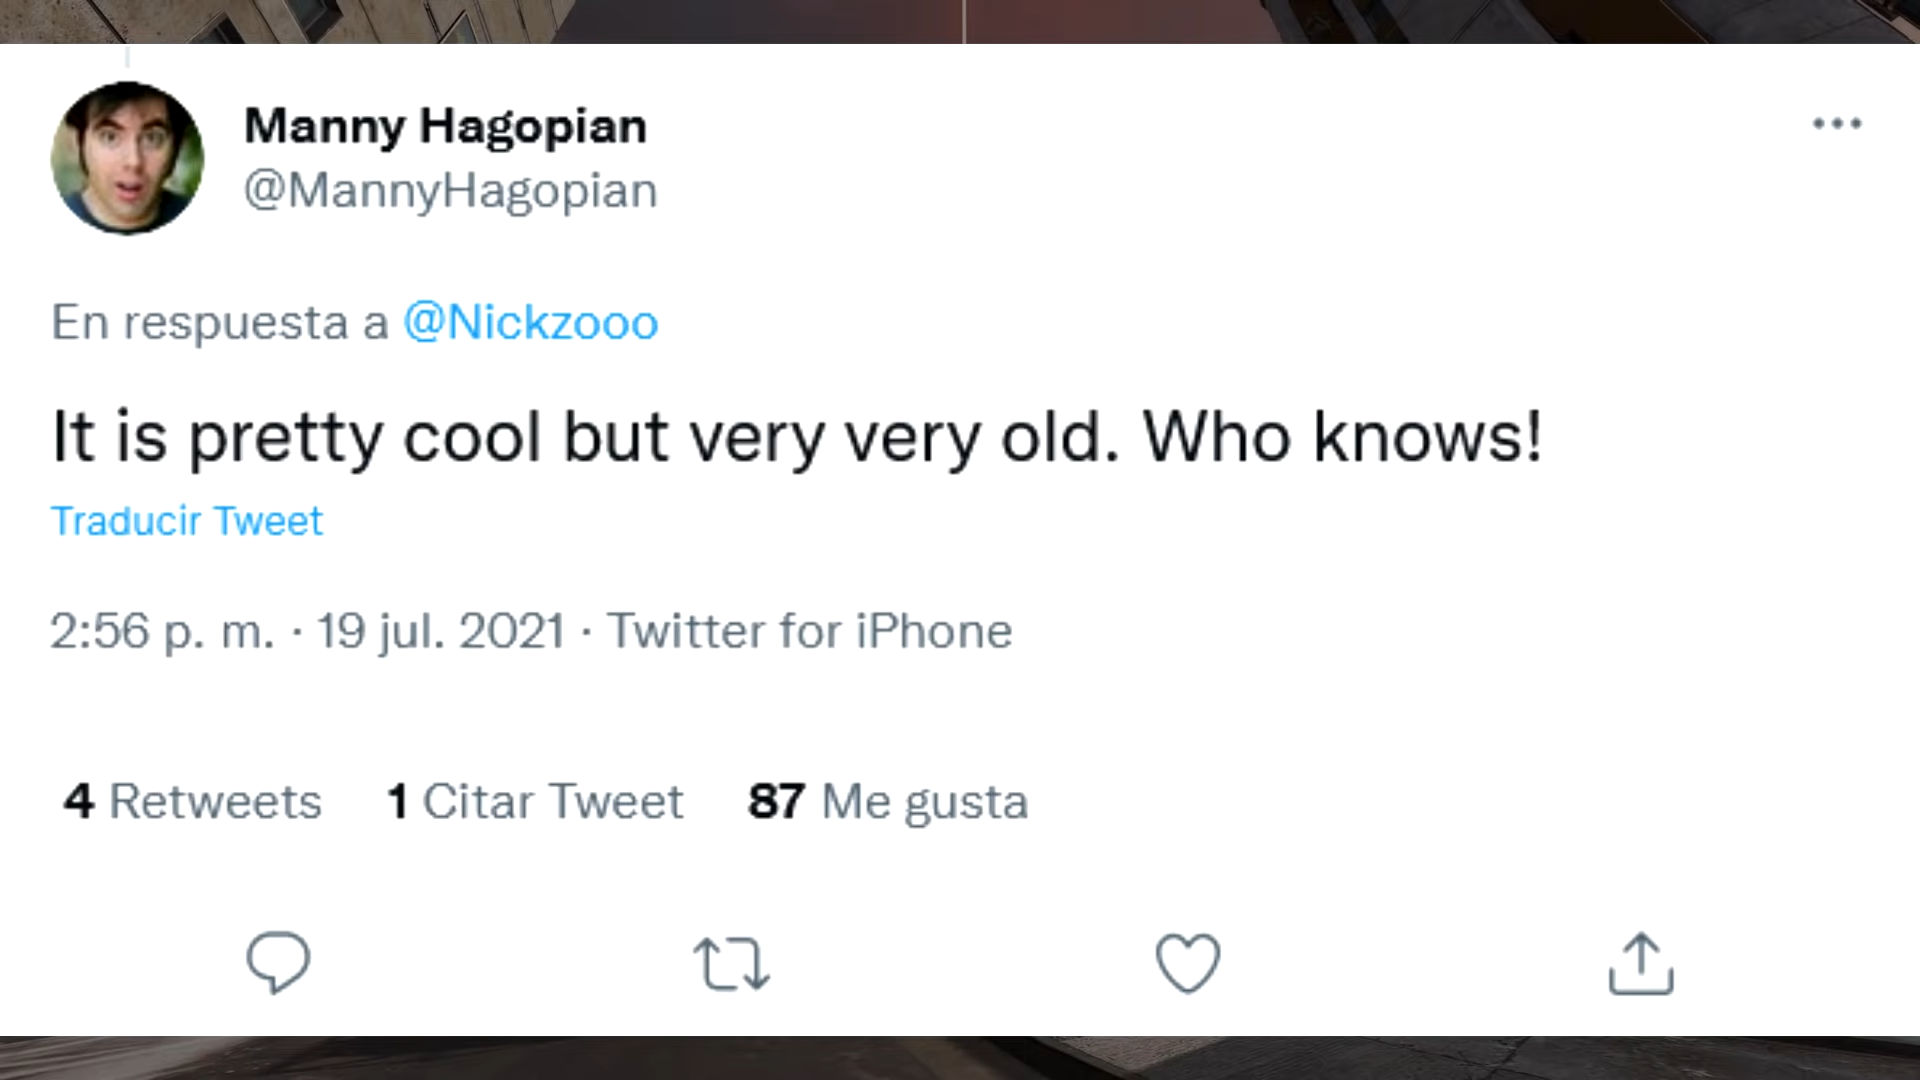 Manny Hagopian
@MannyHagopian
En respuesta a @Nickzooo
It is pretty cool but very very old. Who knows!
Traducir Tweet
2:56 p. m. · 19 jul. 2021 · Twitter for iPhone
4 Retweets 1 Citar Tweet 87 Me gusta